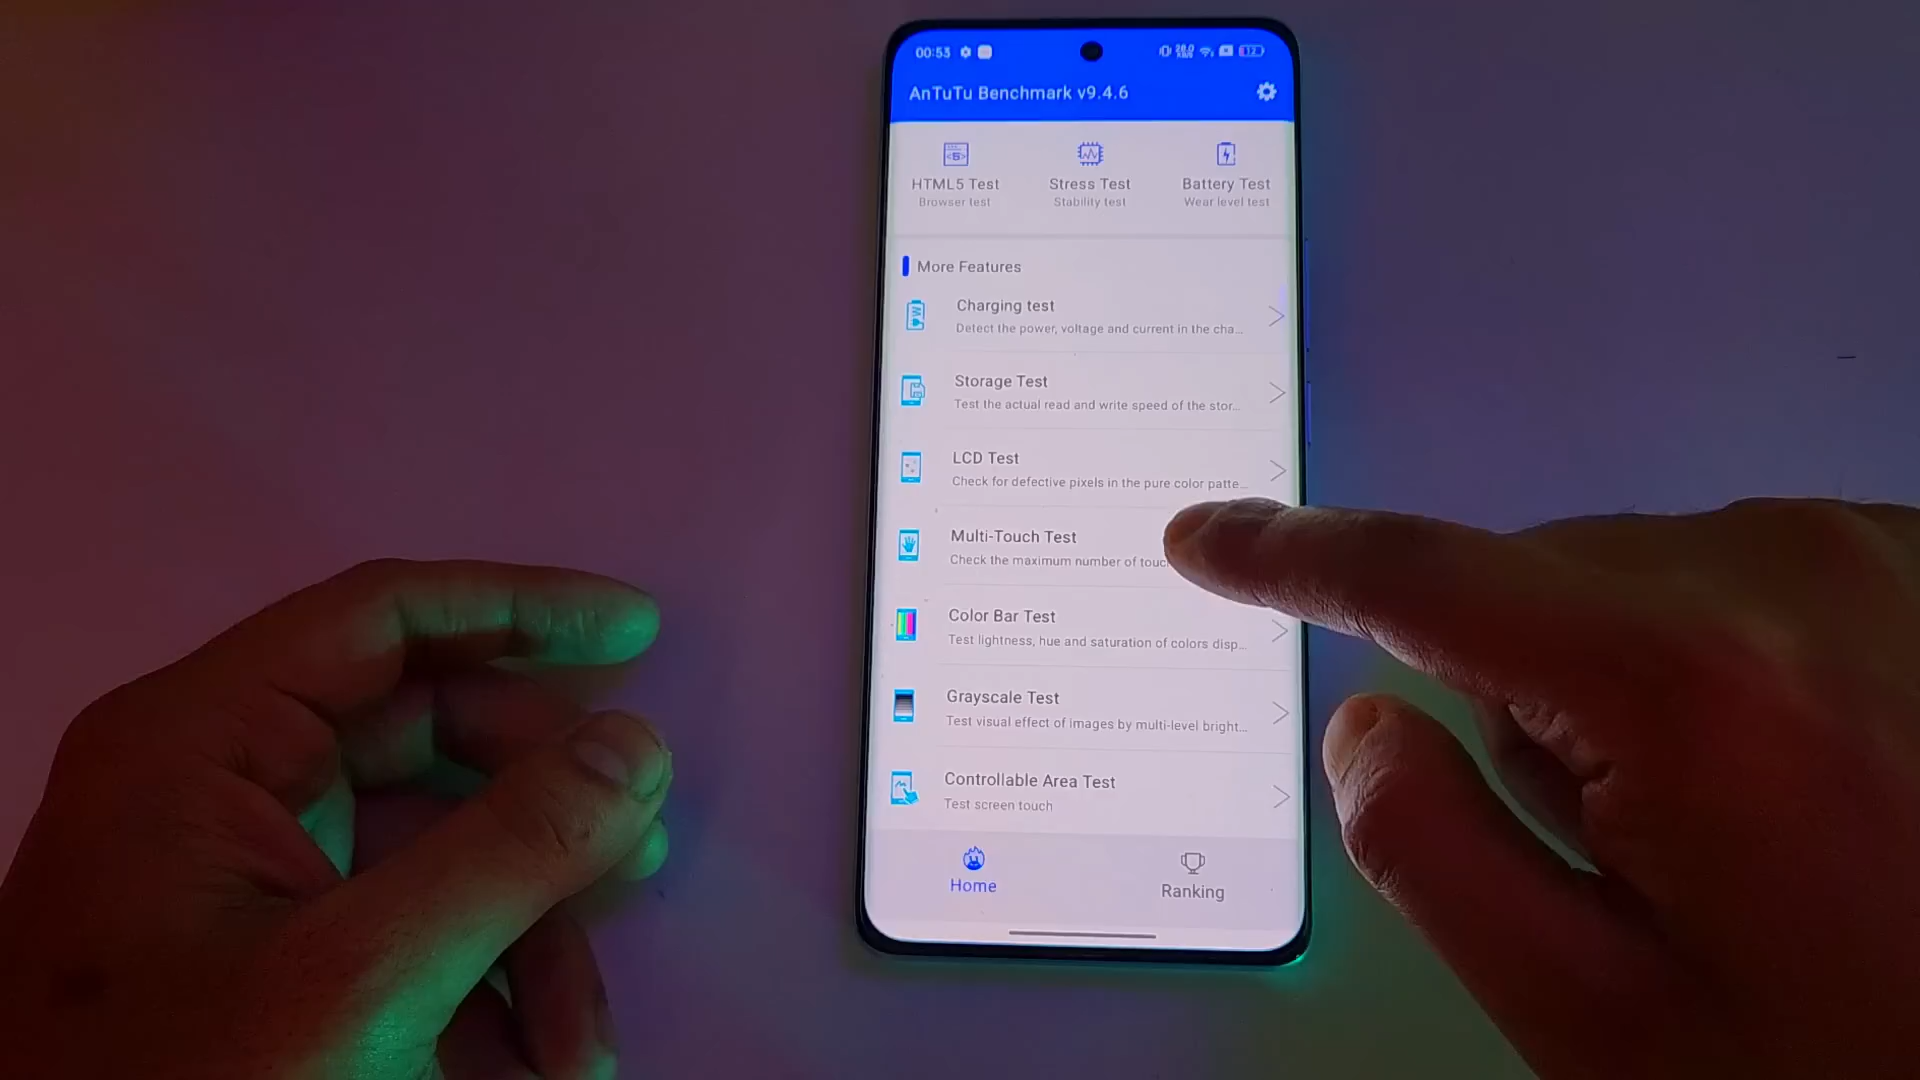 00:53 28.0 KB/S 12
AnTuTu Benchmark v9.4.6
HTML5 Test Stress Test Battery Test
Browser test Stability test Wear level test
More Features
Charging test
Detect the power, voltage and current in the cha...
Storage Test
Test the actual read and write speed of the stor...
LCD Test
Check for defective pixels in the pure color patte...
Multi-Touch Test
Check the maximum number of touc
Color Bar Test
Test lightness, hue and saturation of colors disp...
Grayscale Test
Test visual effect of images by multi-level bright...
Controllable Area Test
Test screen touch
Home Ranking